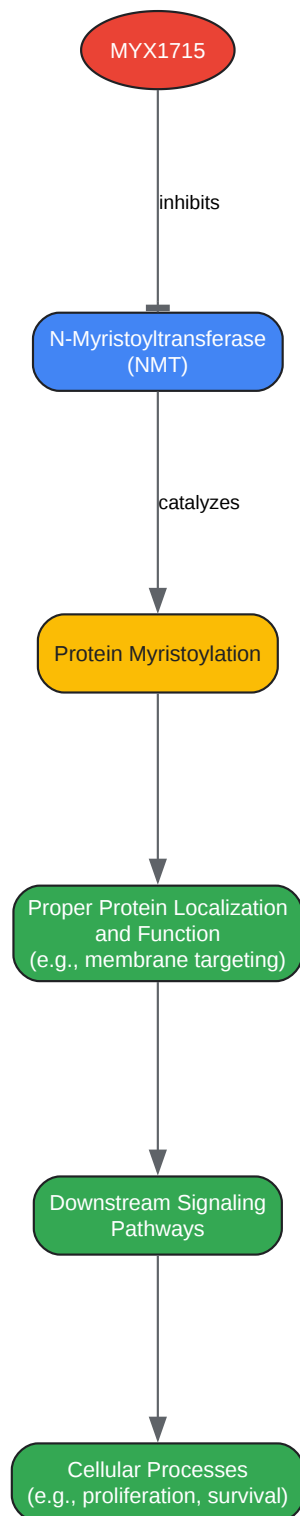 MYX1715
inhibits
N-Myristoyltransferase
(NMT)
catalyzes
Protein Myristoylation
Proper Protein Localization
and Function
(e.g., membrane targeting)
Downstream Signaling
Pathways
Cellular Processes
(e.g., proliferation, survival)